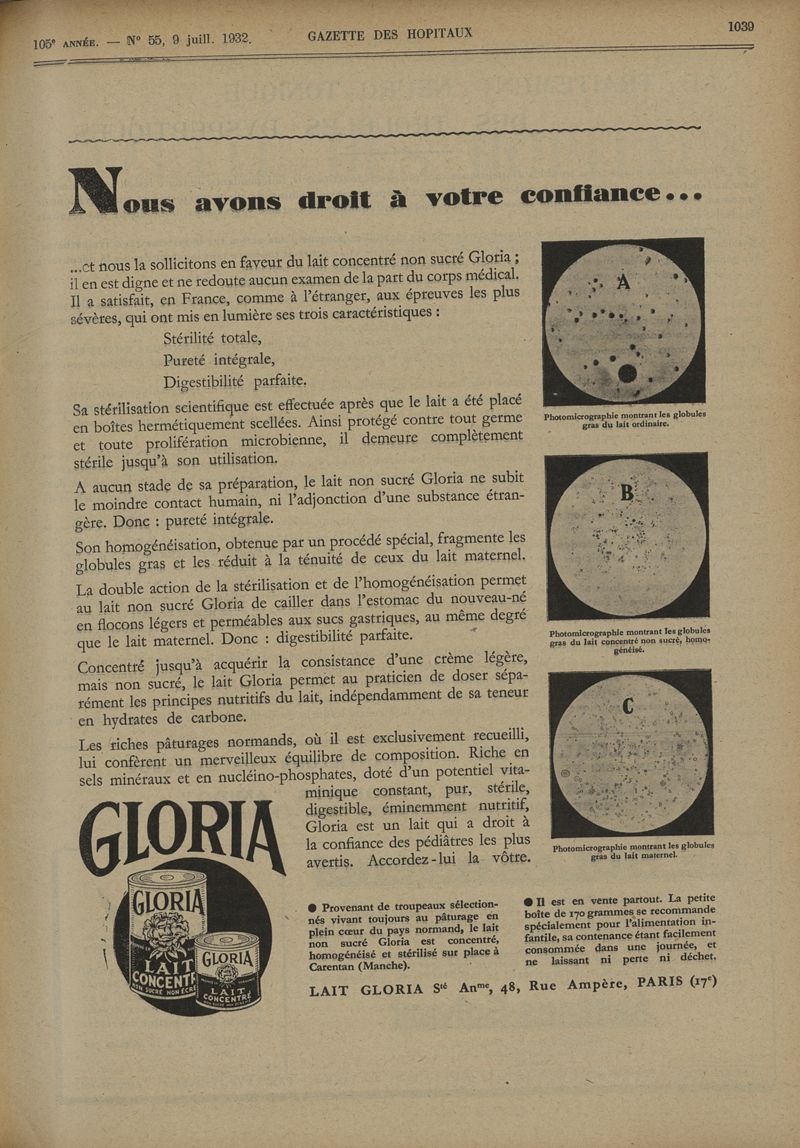 105e ANNÉE. — No 55, 9 juill. 1932.
GAZETTE DES HOPITAUX
1039
Nous avons droit à votre confiance...
...et nous la sollicitons en faveur du lait concentré non sucré Gloria ;
il en est digne et ne redoute aucun examen de la part du corps médical.
Il a satisfait, en France, comme à l'étranger, aux épreuves les plus
sévères, qui ont mis en lumière ses trois caractéristiques :
Stérilité totale,
Pureté intégrale,
Digestibilité parfaite.
Sa stérilisation scientifique est effectuée après que le lait a été placé
en boîtes hermétiquement scellées. Ainsi protégé contre tout germe
et toute prolifération microbienne, il demeure complètement
stérile jusqu'à son utilisation.
A aucun stade de sa préparation, le lait non sucré Gloria ne subit
le moindre contact humain, ni l'adjonction d'une substance étran-
gère. Donc : pureté intégrale.
Son homogénéisation, obtenue par un procédé spécial, fragmente les
globules gras et les réduit à la ténuité de ceux du lait maternel.
La double action de la stérilisation et de l'homogénéisation permet
au lait non sucré Gloria de cailler dans l'estomac du nouveau-né
en flocons légers et perméables aux sucs gastriques, au même degré
que le lait maternel. Donc : digestibilité parfaite.
Concentré jusqu'à acquérir la consistance d'une crème légère,
mais non sucré, le lait Gloria permet au praticien de doser sépa-
rément les principes nutritifs du lait, indépendamment de sa teneur
en hydrates de carbone.
Les riches pâturages normands, où il est exclusivement recueilli,
lui confèrent un merveilleux équilibre de composition. Riche en
sels minéraux et en nucléino-phosphates, doté d'un potentiel vita-
minique constant, pur, stérile,
digestible, éminemment nutritif,
Gloria est un lait qui a droit à
la confiance des pédiâtres les plus
avertis. Accordez-lui la vôtre.
A
Photomicrographie montrant les globules
gras du lait ordinaire.
B
Photomicrographie montrant les globules
gras du lait concentré non sucré, homo-
généisé.
C
Photomicrographie montrant les globules
gras du lait maternel.
GLORIA
GLORIA
LAIT
CONCENTRÉ
NON SUCRÉ NON ÉCRÉ
GLORIA
LAIT
CONCENTRÉ
● Provenant de troupeaux sélection-
nés vivant toujours au pâturage en
plein cœur du pays normand, le lait
non sucré Gloria est concentré,
homogénéisé et stérilisé sur place à
Carentan (Manche).
● Il est en vente partout. La petite
boîte de 170 grammes se recommande
spécialement pour l'alimentation in-
fantile, sa contenance étant facilement
consommée dans une journée, et
ne laissant ni perte ni déchet.
LAIT GLORIA Sté Anme, 48, Rue Ampère, PARIS (17e)